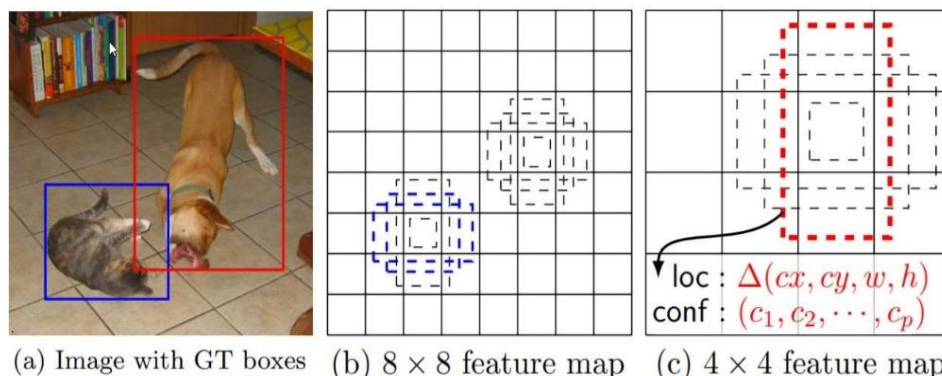 loc : Δ(cx, cy, w, h)
conf : (c₁, c₂, ⋯, cₚ)
(a) Image with GT boxes
(b) 8 × 8 feature map
(c) 4 × 4 feature map